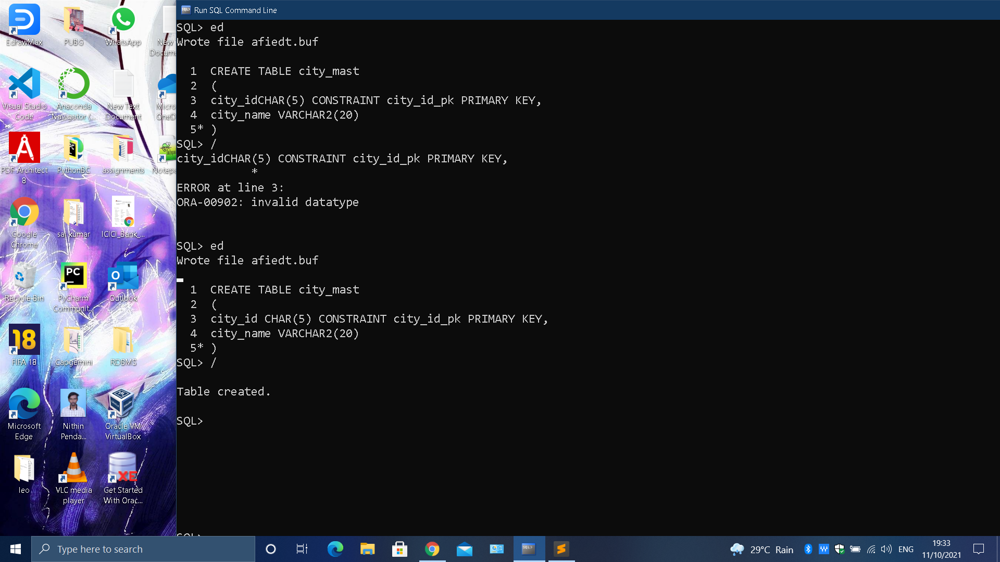 EdrawMax
PUBG
WhatsApp
New
Docum
Visual Studio
Code
Anaconda
Navigator (...
New Text
Document
Micro
OneD
PDF Architect
8
PythonBC
assignments
Notep
Google
Chrome
sai kumar
ICICI_Bank_...
Recycle Bin
PyCharm
Communit...
Outlook
FIFA 18
Capgemini
RDBMS
Microsoft
Edge
Nithin
Penda...
Oracle VM
VirtualBox
leo
VLC media
player
Get Started
With Orac...
Run SQL Command Line
SQL> ed
Wrote file afiedt.buf
1 CREATE TABLE city_mast
2 (
3 city_idCHAR(5) CONSTRAINT city_id_pk PRIMARY KEY,
4 city_name VARCHAR2(20)
5* )
SQL> /
city_idCHAR(5) CONSTRAINT city_id_pk PRIMARY KEY,
*
ERROR at line 3:
ORA-00902: invalid datatype
SQL> ed
Wrote file afiedt.buf
1 CREATE TABLE city_mast
2 (
3 city_id CHAR(5) CONSTRAINT city_id_pk PRIMARY KEY,
4 city_name VARCHAR2(20)
5* )
SQL> /
Table created.
SQL>
SQL>
Type here to search
29°C Rain
ENG
19:33
11/10/2021